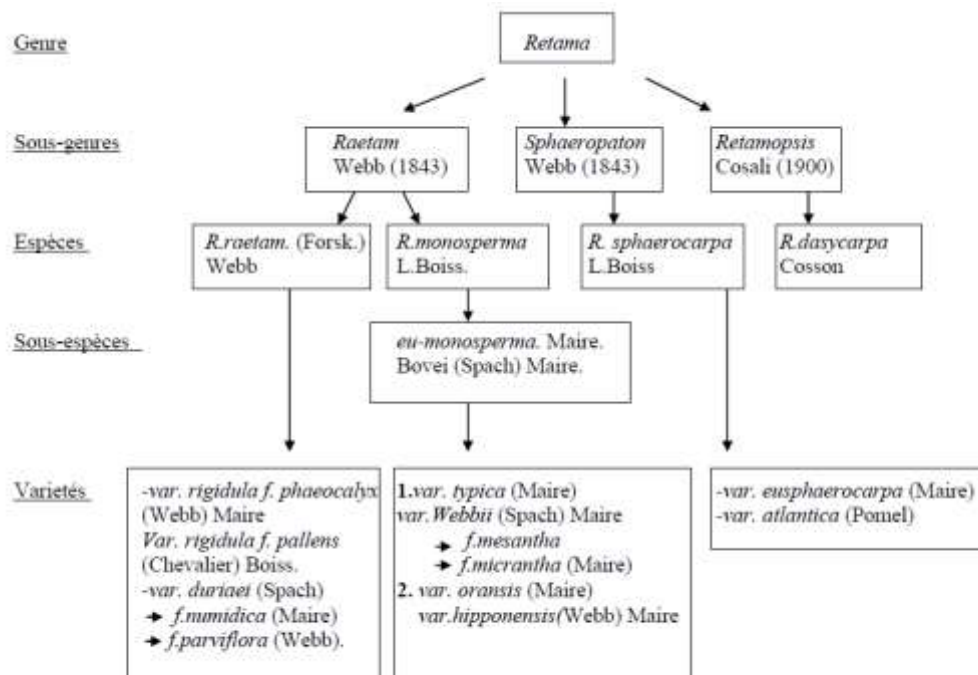 Genre
Retama
Sous-genres
Raetam
Webb (1843)
Sphaeropaton
Webb (1843)
Retamopsis
Cosali (1900)
Espèces
R.raetam. (Forsk.)
Webb
R.monosperma
L.Boiss.
R. sphaerocarpa
L.Boiss
R.dasycarpa
Cosson
Sous-espèces
eu-monosperma. Maire.
Bovei (Spach) Maire.
Varietés
-var. rigidula f. phaeocalyx
(Webb) Maire
Var. rigidula f. pallens
(Chevalier) Boiss.
-var. duriaei (Spach)
f.numidica (Maire)
f.parviflora (Webb).
1.var. typica (Maire)
var.Webbii (Spach) Maire
f.mesantha
f.micrantha (Maire)
2. var. oransis (Maire)
var.hipponensis(Webb) Maire
-var. eusphaerocarpa (Maire)
-var. atlantica (Pomel)